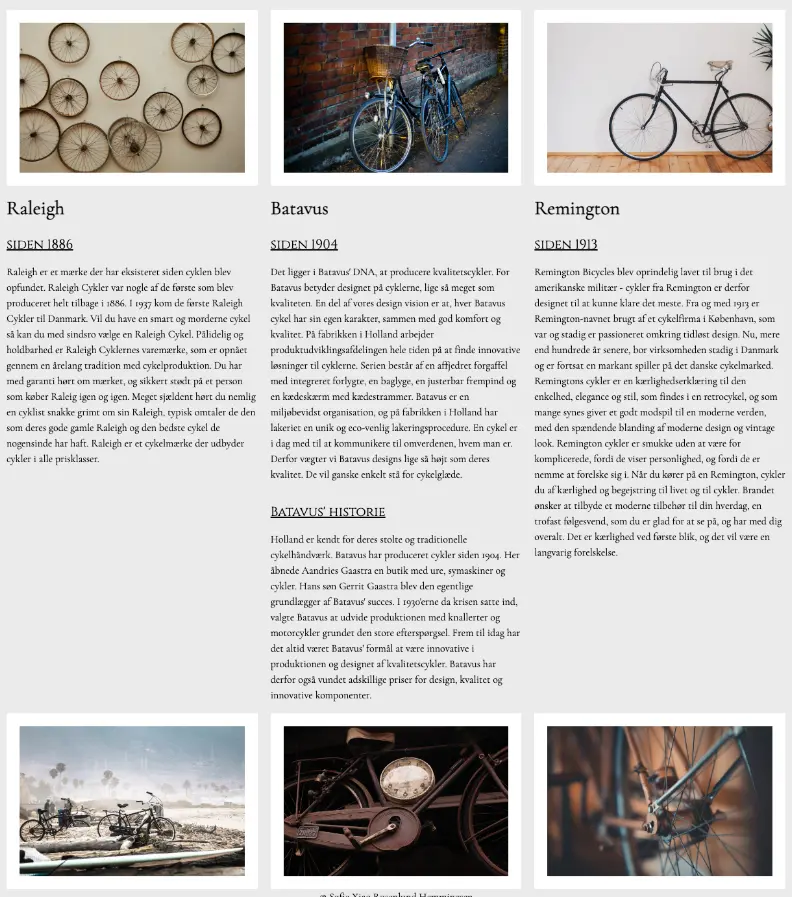 Raleigh
SIDEN 1886
Raleigh er et mærke der har eksisteret siden cyklen blev
opfundet. Raleigh Cykler var nogle af de første som blev
produceret helt tilbage i 1886. I 1937 kom de første Raleigh
Cykler til Danmark. Vil du have en smart og morderne cykel
så kan du med sindsro vælge en Raleigh Cykel. Pålidelig og
holdbarhed er Raleigh Cyklernes varemærke, som er opnået
gennem en årelang tradition med cykelproduktion. Du har
med garanti hørt om mærket, og sikkert stødt på et person
som køber Raleig igen og igen. Meget sjældent hørt du nemlig
en cyklist snakke grimt om sin Raleigh, typisk omtaler de den
som deres gode gamle Raleigh og den bedste cykel de
nogensinde har haft. Raleigh er et cykelmærke der udbyder
cykler i alle prisklasser.
Batavus
SIDEN 1904
Det ligger i Batavus' DNA, at producere kvalitetscykler. For
Batavus betyder designet på cyklerne, lige så meget som
kvaliteten. En del af vores design vision er at, hver Batavus
cykel har sin egen karakter, sammen med god komfort og
kvalitet. På fabrikken i Holland arbejder
produktudviklingsafdelingen hele tiden på at finde innovative
løsninger til cyklerne. Serien består af en affjedret forgaffel
med integreret forlygte, en baglyge, en justerbar frempind og
en kædeskærm med kædestrammer. Batavus er en
miljøbevidst organisation, og på fabrikken i Holland har
lakeriet en unik og eco-venlig lakeringsprocedure. En cykel er
i dag med til at kommunikere til omverdenen, hvem man er.
Derfor vægter vi Batavus designs lige så højt som deres
kvalitet. De vil ganske enkelt stå for cykelglæde.
BATAVUS' HISTORIE
Holland er kendt for deres stolte og traditionelle
cykelhåndværk. Batavus har produceret cykler siden 1904. Her
åbnede Aandries Gaastra en butik med ure, symaskiner og
cykler. Hans søn Gerrit Gaastra blev den egentlige
grundlægger af Batavus' succes. I 1930'erne da krisen satte ind,
valgte Batavus at udvide produktionen med knallerter og
motorcykler grundet den store efterspørgsel. Frem til idag har
det altid været Batavus' formål at være innovative i
produktionen og designet af kvalitetscykler. Batavus har
derfor også vundet adskillige priser for design, kvalitet og
innovative komponenter.
Remington
SIDEN 1913
Remington Bicycles blev oprindelig lavet til brug i det
amerikanske militær - cykler fra Remington er derfor
designet til at kunne klare det meste. Fra og med 1913 er
Remington-navnet brugt af et cykelfirma i København, som
var og stadig er passioneret omkring tidløst design. Nu, mere
end hundrede år senere, bor virksomheden stadig i Danmark
og er fortsat en markant spiller på det danske cykelmarked.
Remingtons cykler er en kærlighedserklæring til den
enkelhed, elegance og stil, som findes i en retrocykel, og som
mange synes giver et godt modspil til en moderne verden,
med den spændende blanding af moderne design og vintage
look. Remington cykler er smukke uden at være for
komplicerede, fordi de viser personlighed, og fordi de er
nemme at forelske sig i. Når du kører på en Remington, cykler
du af kærlighed og begejstring til livet og til cykler. Brandet
ønsker at tilbyde et moderne tilbehør til din hverdag, en
trofast følgesvend, som du er glad for at se på, og har med dig
overalt. Det er kærlighed ved første blik, og det vil være en
langvarig forelskelse.